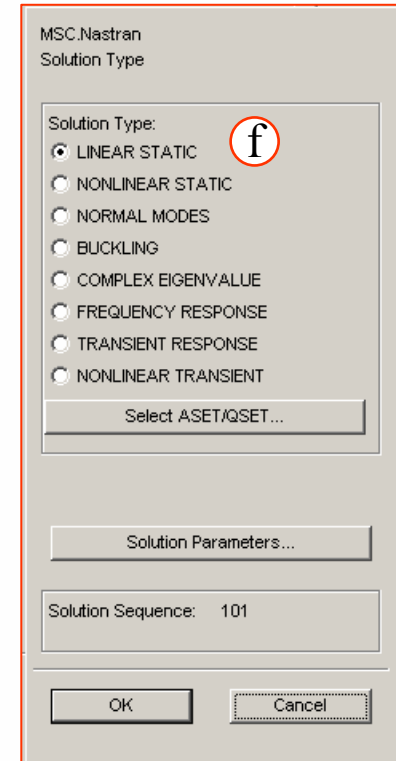 MSC.Nastran
Solution Type
Solution Type:
f
LINEAR STATIC
NONLINEAR STATIC
NORMAL MODES
BUCKLING
COMPLEX EIGENVALUE
FREQUENCY RESPONSE
TRANSIENT RESPONSE
NONLINEAR TRANSIENT
Select ASET/QSET...
Solution Parameters...
Solution Sequence: 101
OK Cancel